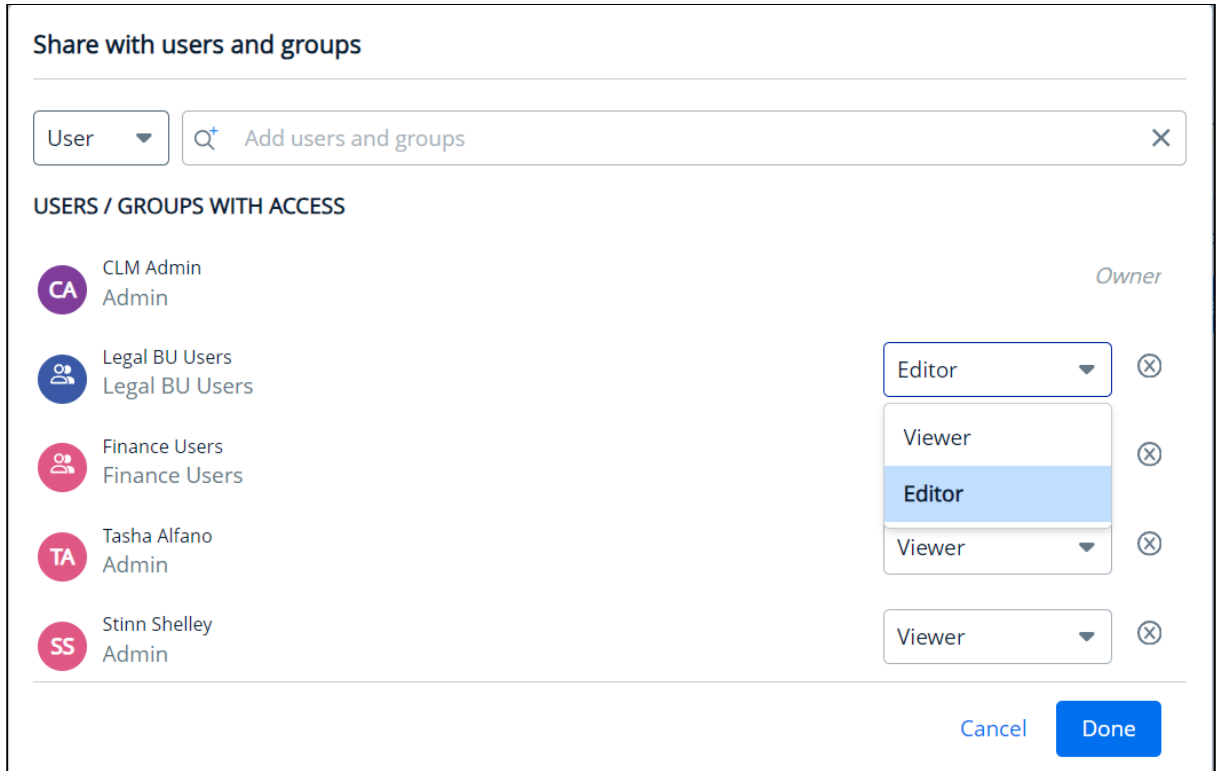 Share with users and groups
User
Add users and groups
USERS / GROUPS WITH ACCESS
CA
CLM Admin
Admin
Owner
Legal BU Users
Legal BU Users
Editor
Viewer
Editor
Finance Users
Finance Users
TA
Tasha Alfano
Admin
Viewer
SS
Stinn Shelley
Admin
Viewer
Cancel
Done